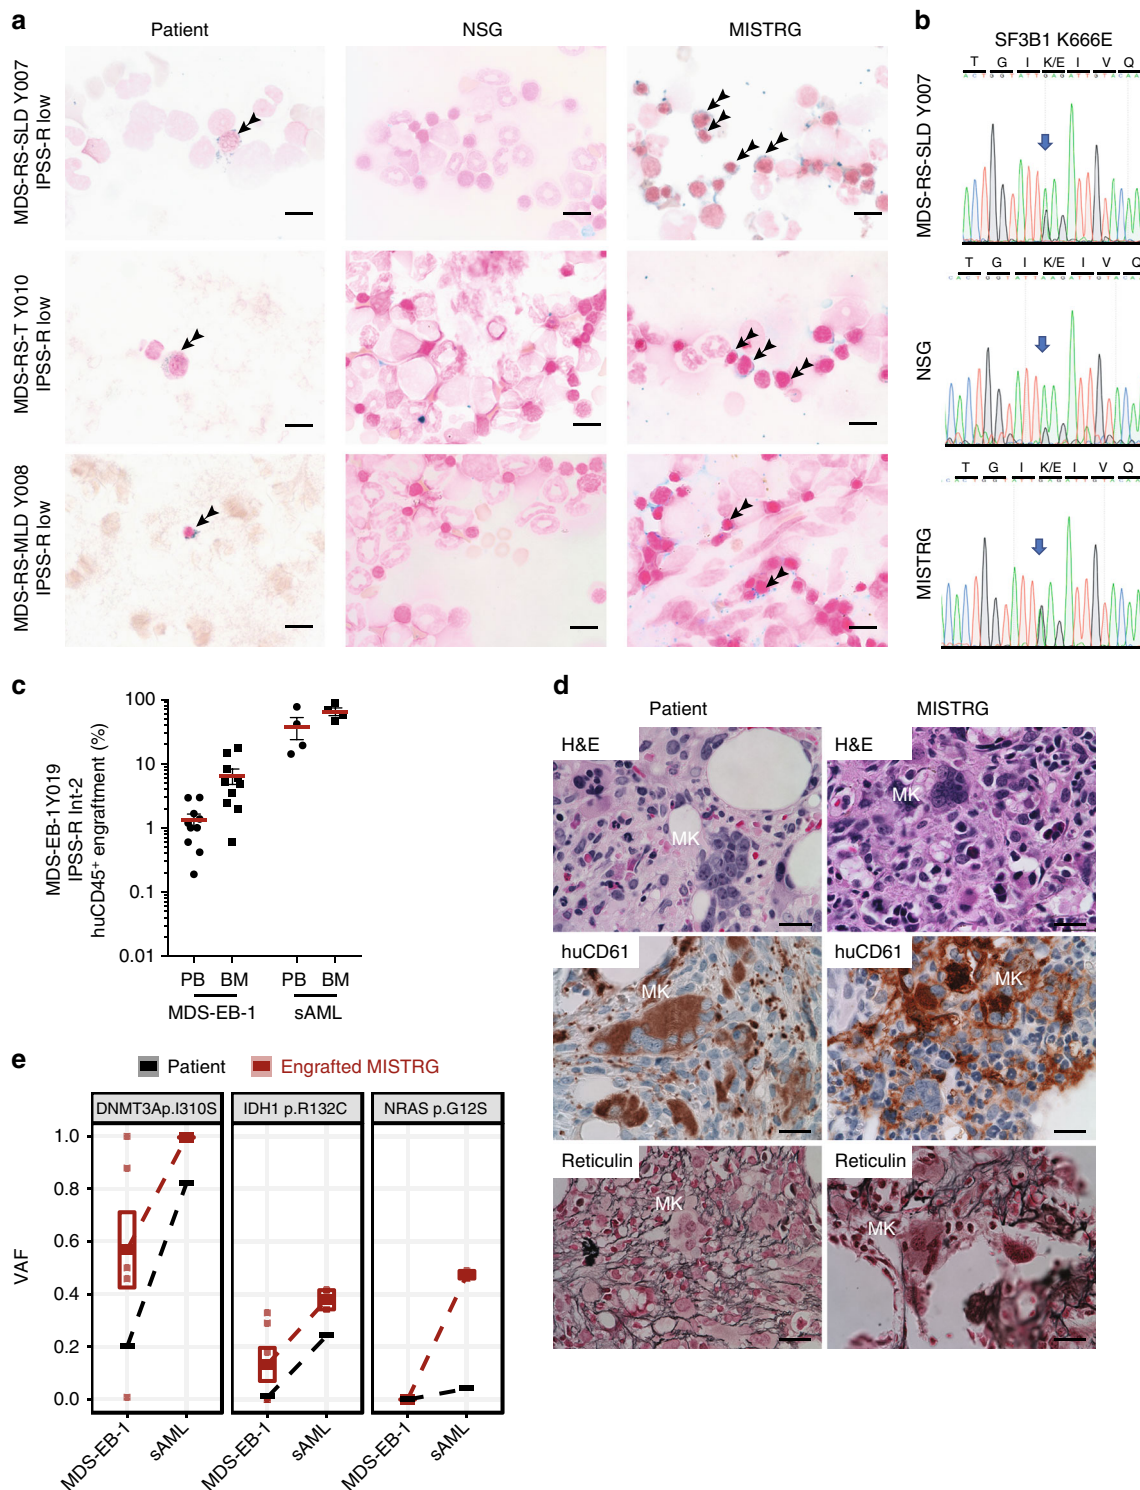 a
Patient
NSG
MISTRG
MDS-RS-SLD Y007
IPSS-R low
MDS-RS-T Y010
IPSS-R low
MDS-RS-MLD Y008
IPSS-R low
b
SF3B1 K666E
MDS-RS-SLD Y007
T G I K/E I V Q
NSG
T G I K/E I V Q
MISTRG
T G I K/E I V Q
c
MDS-EB-1Y019
IPSS-R Int-2
huCD45+ engraftment (%)
100
10
1
0.1
0.01
PB BM PB BM
MDS-EB-1 sAML
d
Patient
MISTRG
H&E
MK
H&E
MK
huCD61
MK
huCD61
MK
Reticulin
MK
Reticulin
MK
e
Patient Engrafted MISTRG
DNMT3Ap.I310S
IDH1 p.R132C
NRAS p.G12S
VAF
1.0
0.8
0.6
0.4
0.2
0.0
MDS-EB-1
sAML
MDS-EB-1
sAML
MDS-EB-1
sAML